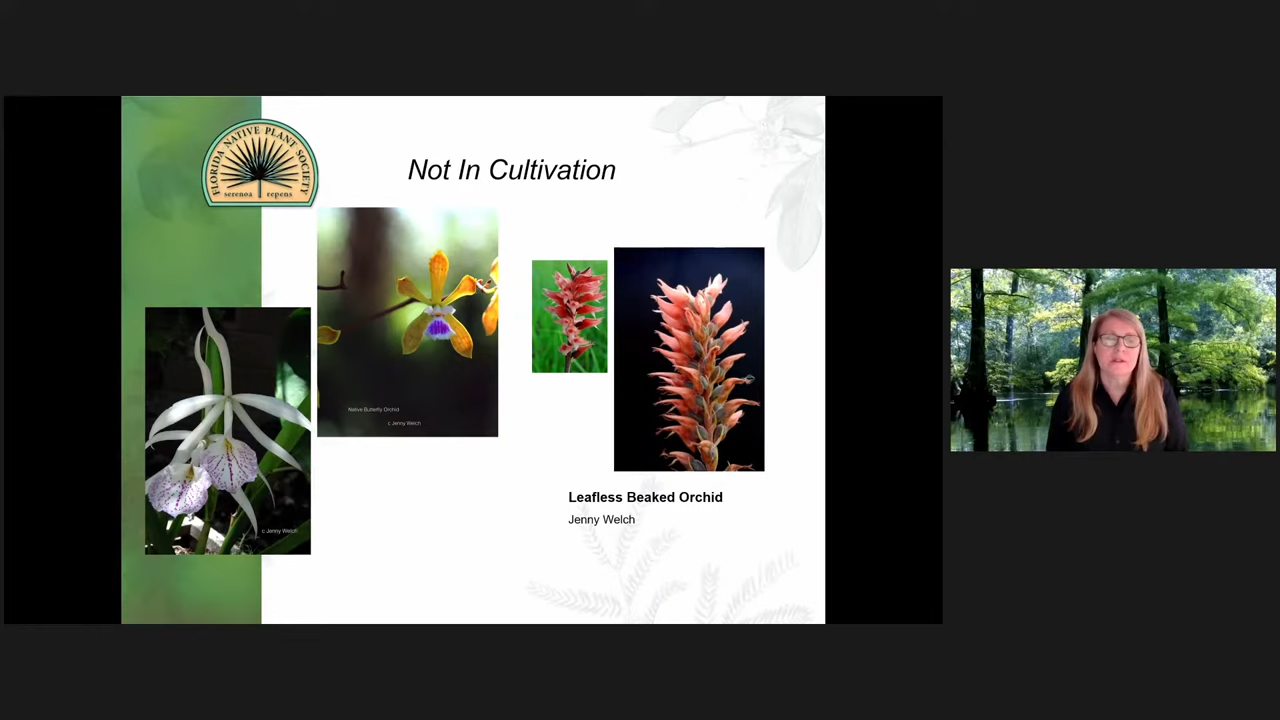 FLORIDA NATIVE PLANT SOCIETY
serenoa repens
Not In Cultivation
Native Butterfly Orchid
c Jenny Welch
c Jenny Welch
Leafless Beaked Orchid
Jenny Welch